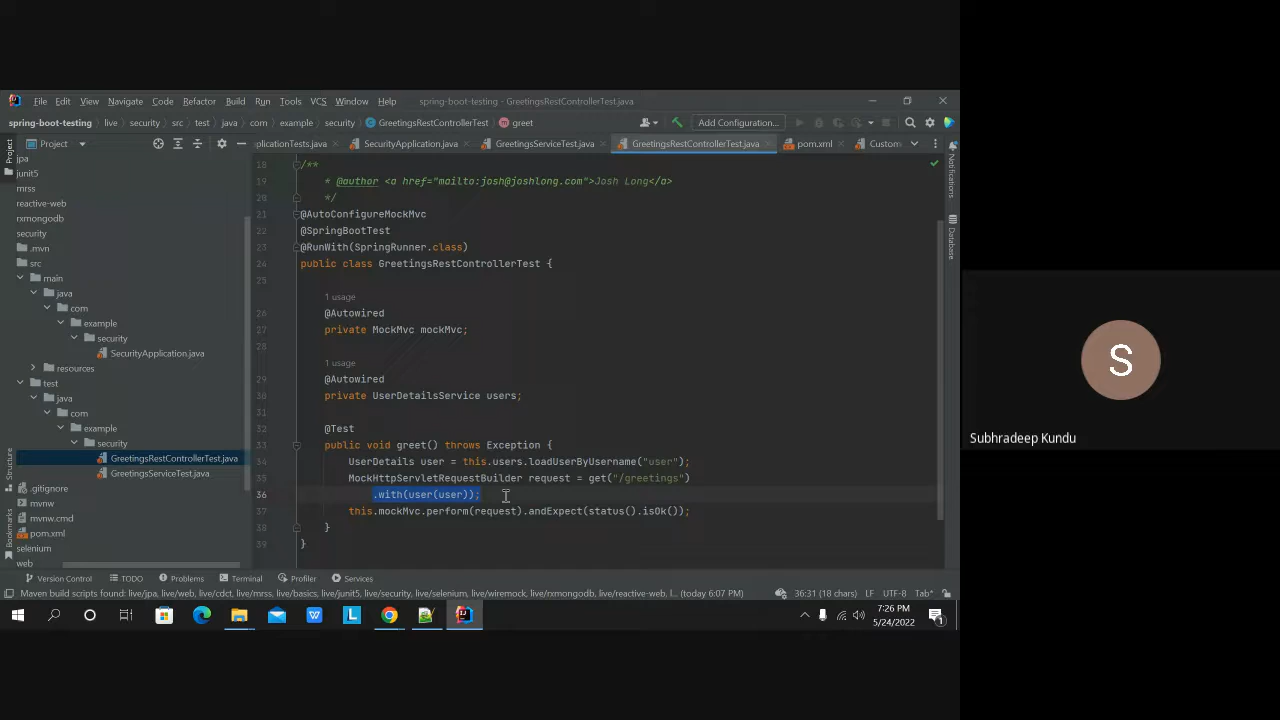 File Edit View Navigate Code Refactor Build Run Tools VCS Window Help spring-boot-testing - GreetingsRestControllerTest.java
spring-boot-testing live security src test java com example security GreetingsRestControllerTest greet Add Configuration...
Project plicationTests.java SecurityApplication.java GreetingsServiceTest.java GreetingsRestControllerTest.java pom.xml Custom
Project
Structure
Bookmarks
Notifications
Database
jpa
junit5
mrss
reactive-web
rxmongodb
security
.mvn
src
main
java
com
example
security
SecurityApplication.java
resources
test
java
com
example
security
GreetingsRestControllerTest.java
GreetingsServiceTest.java
.gitignore
mvnw
mvnw.cmd
pom.xml
selenium
web
18 /**
19 * @author <a href="mailto:josh@joshlong.com">Josh Long</a>
20 */
21 @AutoConfigureMockMvc
22 @SpringBootTest
23 @RunWith(SpringRunner.class)
24 public class GreetingsRestControllerTest {
25
1 usage
26 @Autowired
27 private MockMvc mockMvc;
28
1 usage
29 @Autowired
30 private UserDetailsService users;
31
32 @Test
33 public void greet() throws Exception {
34 UserDetails user = this.users.loadUserByUsername("user");
35 MockHttpServletRequestBuilder request = get("/greetings")
36 .with(user(user));
37 this.mockMvc.perform(request).andExpect(status().isOk());
38 }
39 }
Version Control TODO Problems Terminal Profiler Services
Maven build scripts found: live/jpa, live/web, live/cdct, live/mrss, live/basics, live/junit5, live/security, live/selenium, live/wiremock, live/rxmongodb, live/reactive-web, l... (today 6:07 PM) 36:31 (18 chars) LF UTF-8 Tab*
7:26 PM
5/24/2022
S
Subhradeep Kundu